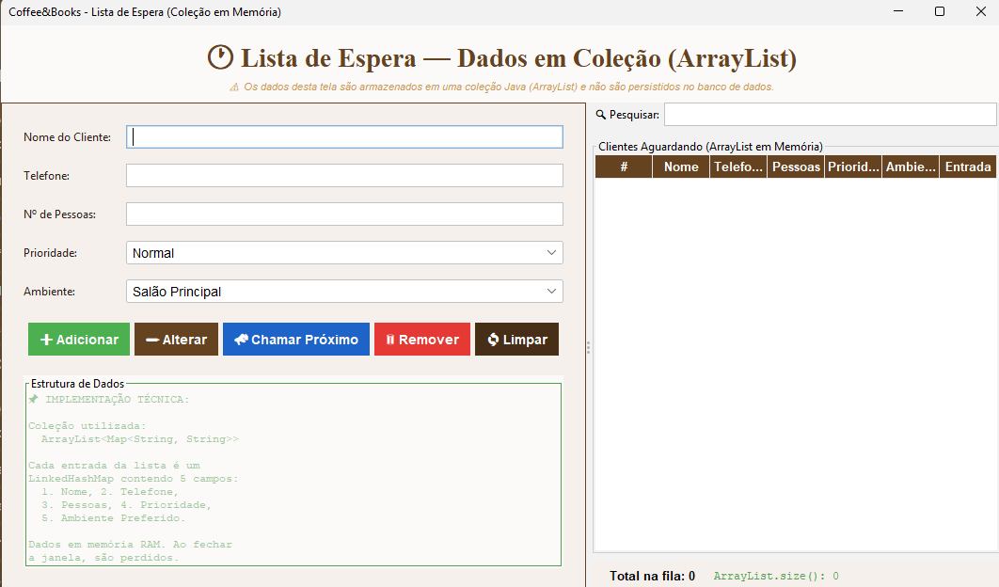 Coffee&Books - Lista de Espera (Coleção em Memória)
Lista de Espera — Dados em Coleção (ArrayList)
⚠ Os dados desta tela são armazenados em uma coleção Java (ArrayList) e não são persistidos no banco de dados.
Nome do Cliente:
Telefone:
Nº de Pessoas:
Prioridade:
Normal
Ambiente:
Salão Principal
Adicionar
Alterar
Chamar Próximo
Remover
Limpar
Estrutura de Dados
📌 IMPLEMENTAÇÃO TÉCNICA:
Coleção utilizada:
ArrayList<Map<String, String>>
Cada entrada da lista é um
LinkedHashMap contendo 5 campos:
1. Nome, 2. Telefone,
3. Pessoas, 4. Prioridade,
5. Ambiente Preferido.
Dados em memória RAM. Ao fechar
a janela, são perdidos.
Pesquisar:
Clientes Aguardando (ArrayList em Memória)
# Nome Telefo... Pessoas Priorid... Ambie... Entrada
Total na fila: 0 ArrayList.size(): 0